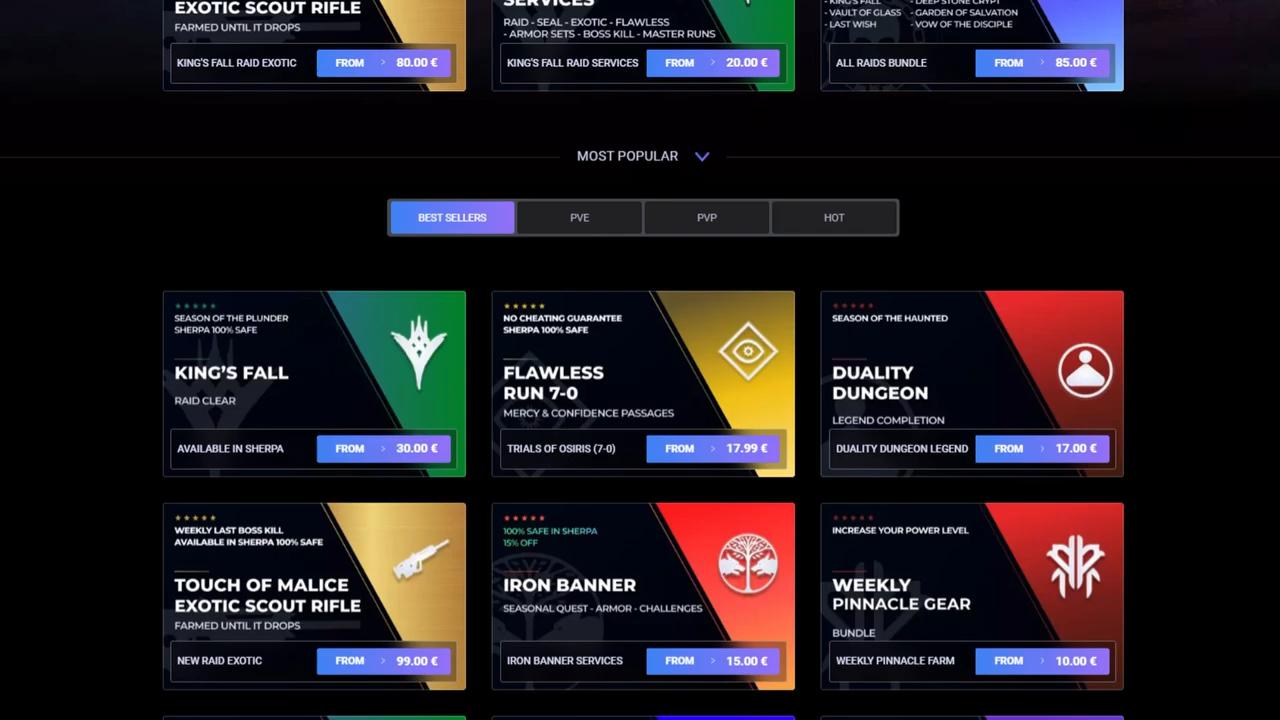 EXOTIC SCOUT RIFLE
FARMED UNTIL IT DROPS
KING'S FALL RAID EXOTIC FROM > 80.00 €
SERVICES
RAID - SEAL - EXOTIC - FLAWLESS
- ARMOR SETS - BOSS KILL - MASTER RUNS
KING'S FALL RAID SERVICES FROM > 20.00 €
- KING'S FALL - DEEP STONE CRYPT
- VAULT OF GLASS - GARDEN OF SALVATION
- LAST WISH - VOW OF THE DISCIPLE
ALL RAIDS BUNDLE FROM > 85.00 €
MOST POPULAR
BEST SELLERS PVE PVP HOT
SEASON OF THE PLUNDER
SHERPA 100% SAFE
KING'S FALL
RAID CLEAR
AVAILABLE IN SHERPA FROM > 30.00 €
NO CHEATING GUARANTEE
SHERPA 100% SAFE
FLAWLESS
RUN 7-0
MERCY & CONFIDENCE PASSAGES
TRIALS OF OSIRIS (7-0) FROM > 17.99 €
SEASON OF THE HAUNTED
DUALITY
DUNGEON
LEGEND COMPLETION
DUALITY DUNGEON LEGEND FROM > 17.00 €
WEEKLY LAST BOSS KILL
AVAILABLE IN SHERPA 100% SAFE
TOUCH OF MALICE
EXOTIC SCOUT RIFLE
FARMED UNTIL IT DROPS
NEW RAID EXOTIC FROM > 99.00 €
100% SAFE IN SHERPA
15% OFF
IRON BANNER
SEASONAL QUEST - ARMOR - CHALLENGES
IRON BANNER SERVICES FROM > 15.00 €
INCREASE YOUR POWER LEVEL
WEEKLY
PINNACLE GEAR
BUNDLE
WEEKLY PINNACLE FARM FROM > 10.00 €